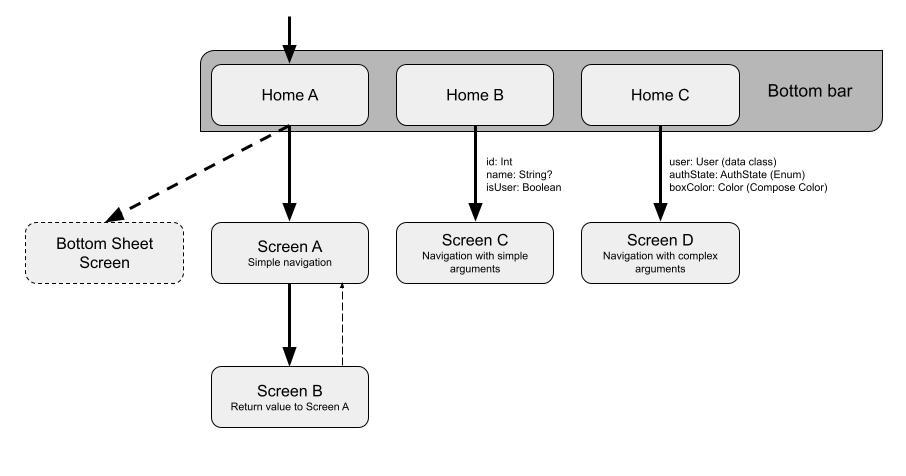 Home A
Home B
Home C
Bottom bar
id: Int
name: String?
isUser: Boolean
user: User (data class)
authState: AuthState (Enum)
boxColor: Color (Compose Color)
Bottom Sheet
Screen
Screen A
Simple navigation
Screen C
Navigation with simple
arguments
Screen D
Navigation with complex
arguments
Screen B
Return value to Screen A